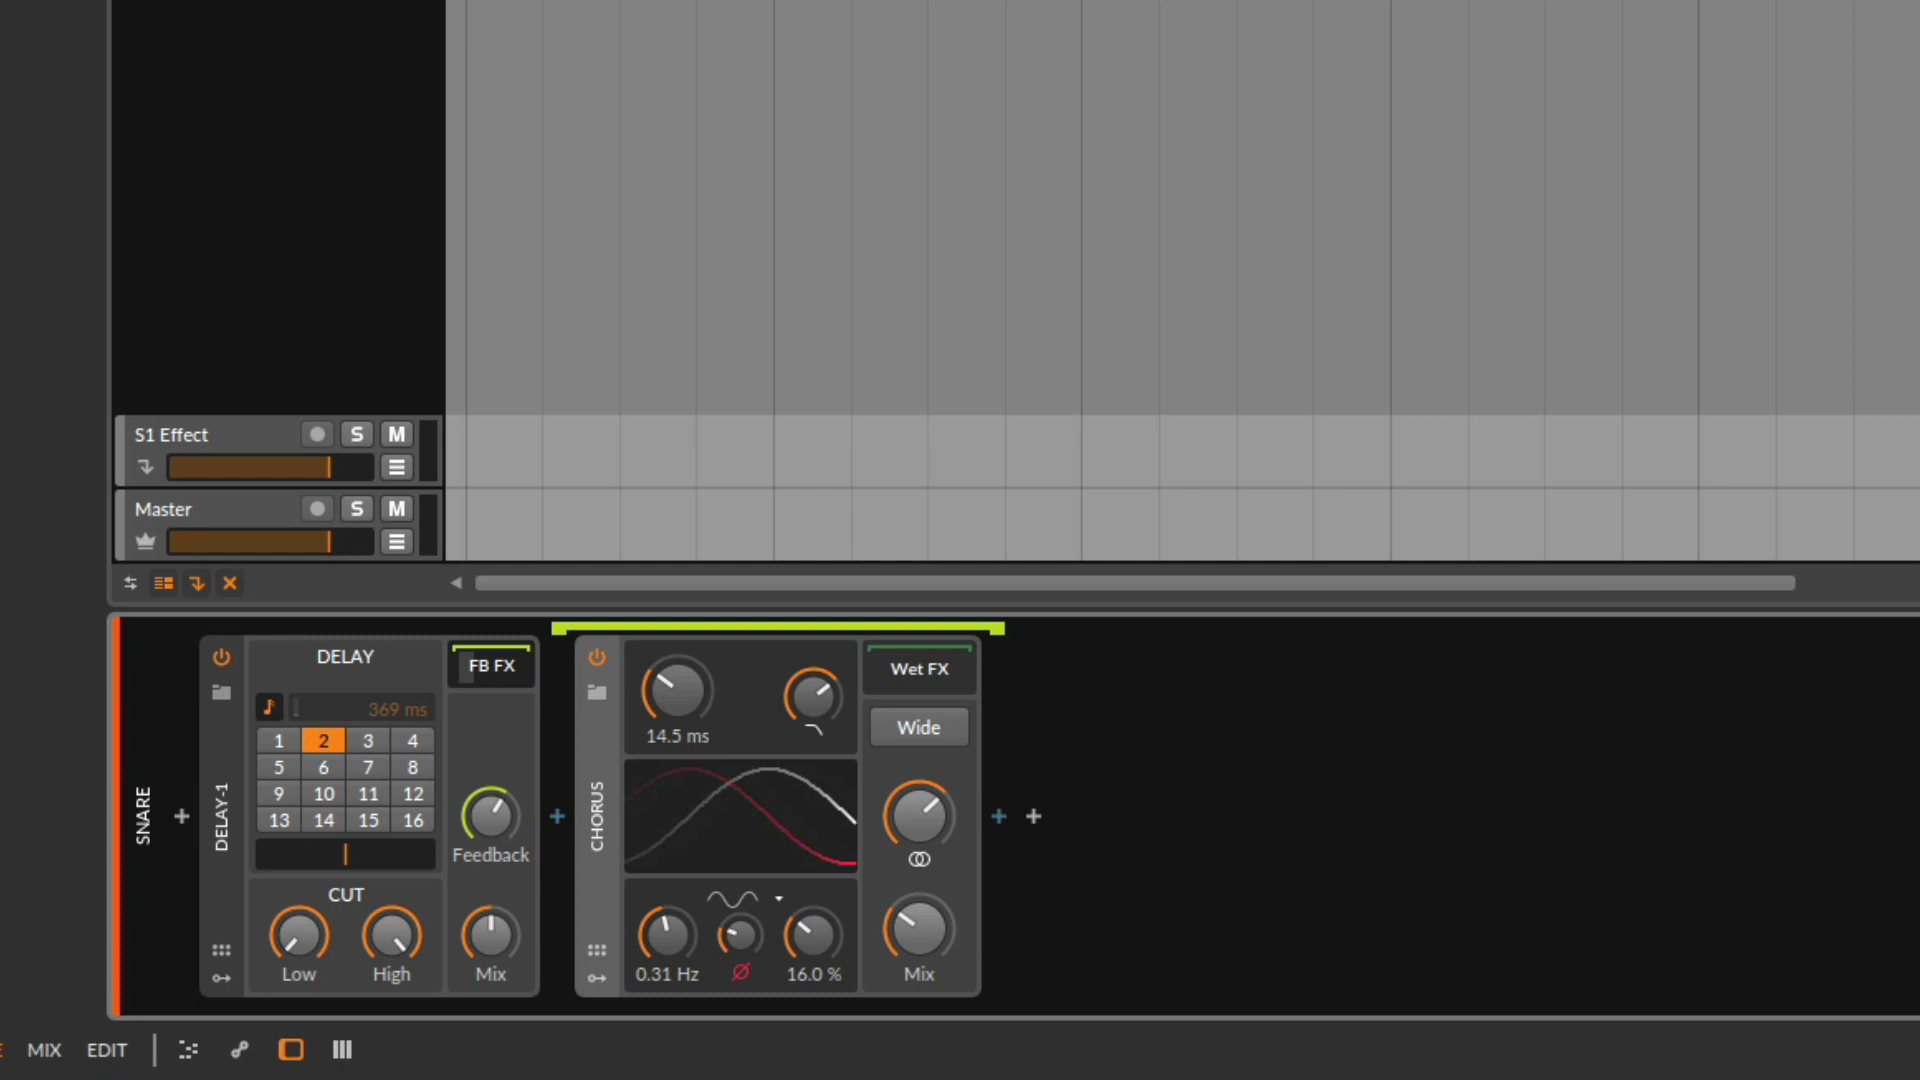 S1 Effect S M
Master S M
SNARE
DELAY-1
DELAY
369 ms
1 2 3 4
5 6 7 8
9 10 11 12
13 14 15 16
CUT
Low High
FB FX
Feedback
Mix
CHORUS
14.5 ms
0.31 Hz 16.0 %
Wet FX
Wide
Mix
MIX EDIT